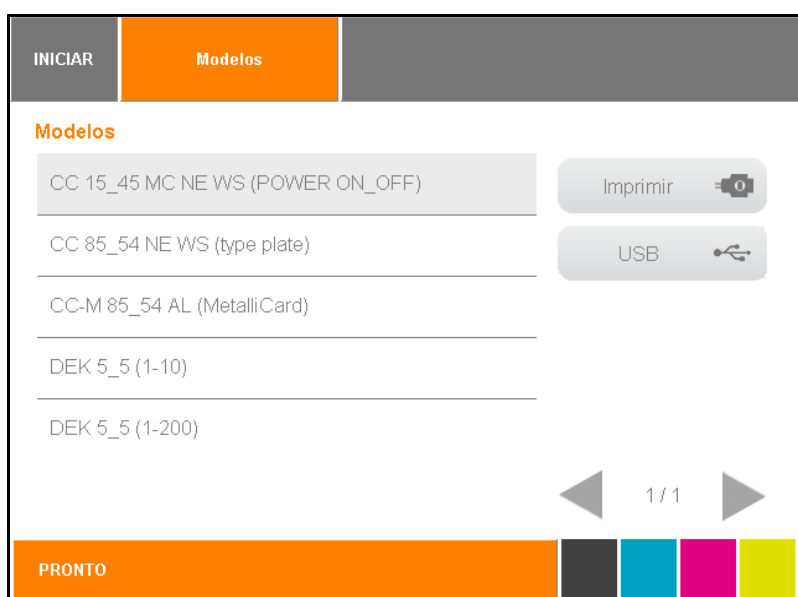 INICIAR
Modelos
Modelos
CC 15_45 MC NE WS (POWER ON_OFF)
Imprimir
CC 85_54 NE WS (type plate)
USB
CC-M 85_54 AL (MetalliCard)
DEK 5_5 (1-10)
DEK 5_5 (1-200)
1 / 1
PRONTO